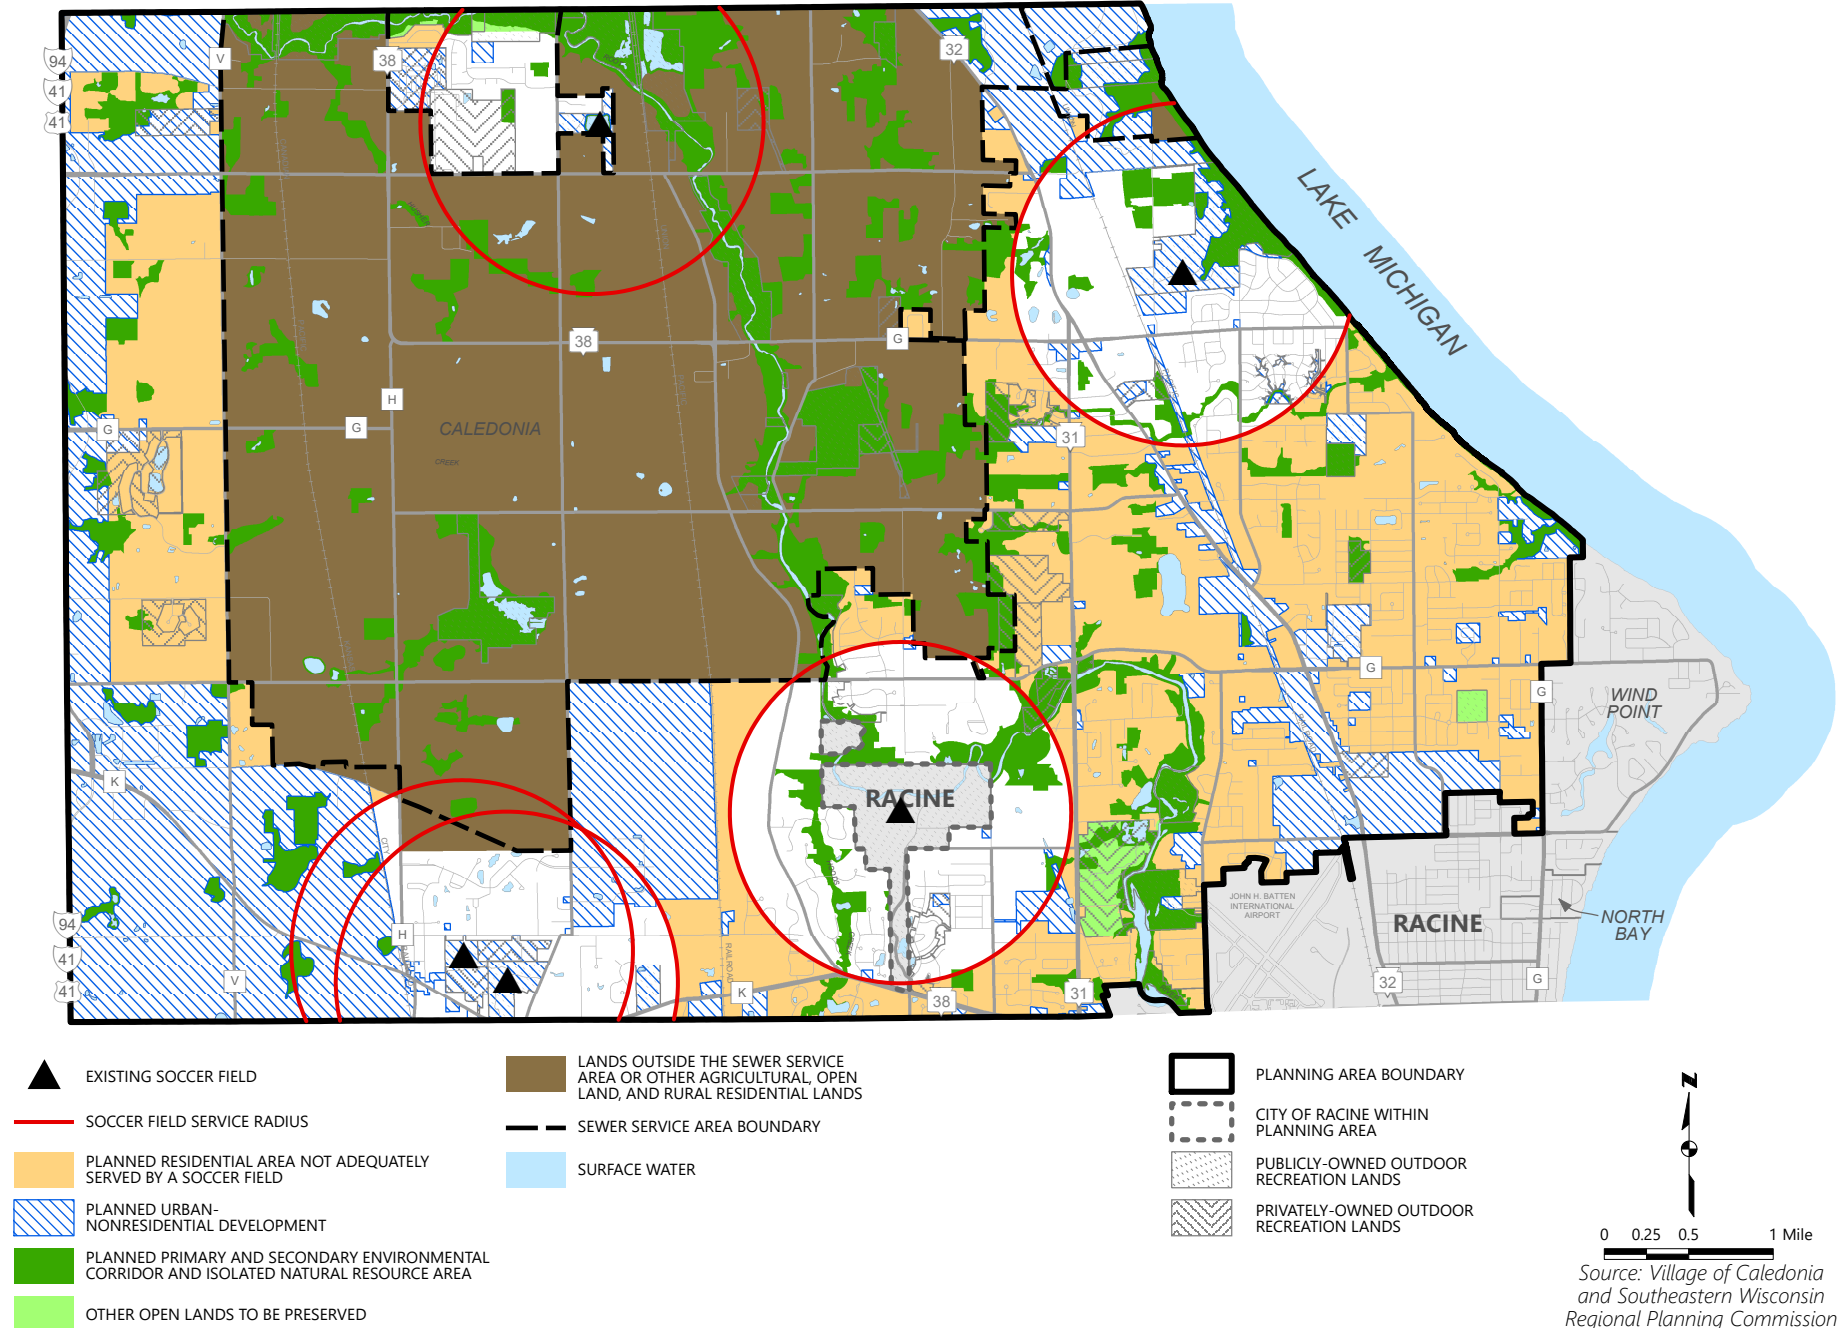 94
41
41
V
38
32
LAKE
MICHIGAN
38
G
H
G
G
CALEDONIA
CREEK
31
G
G
WIND
POINT
K
RACINE
JOHN H. BATTEN
INTERNATIONAL
AIRPORT
RACINE
NORTH
BAY
94
41
41
H
V
RAILROAD
K
38
31
32
G
EXISTING SOCCER FIELD
SOCCER FIELD SERVICE RADIUS
PLANNED RESIDENTIAL AREA NOT ADEQUATELY
SERVED BY A SOCCER FIELD
PLANNED URBAN-
NONRESIDENTIAL DEVELOPMENT
PLANNED PRIMARY AND SECONDARY ENVIRONMENTAL
CORRIDOR AND ISOLATED NATURAL RESOURCE AREA
OTHER OPEN LANDS TO BE PRESERVED
LANDS OUTSIDE THE SEWER SERVICE
AREA OR OTHER AGRICULTURAL, OPEN
LAND, AND RURAL RESIDENTIAL LANDS
SEWER SERVICE AREA BOUNDARY
SURFACE WATER
PLANNING AREA BOUNDARY
CITY OF RACINE WITHIN
PLANNING AREA
PUBLICLY-OWNED OUTDOOR
RECREATION LANDS
PRIVATELY-OWNED OUTDOOR
RECREATION LANDS
N
0 0.25 0.5 1 Mile
Source: Village of Caledonia
and Southeastern Wisconsin
Regional Planning Commission